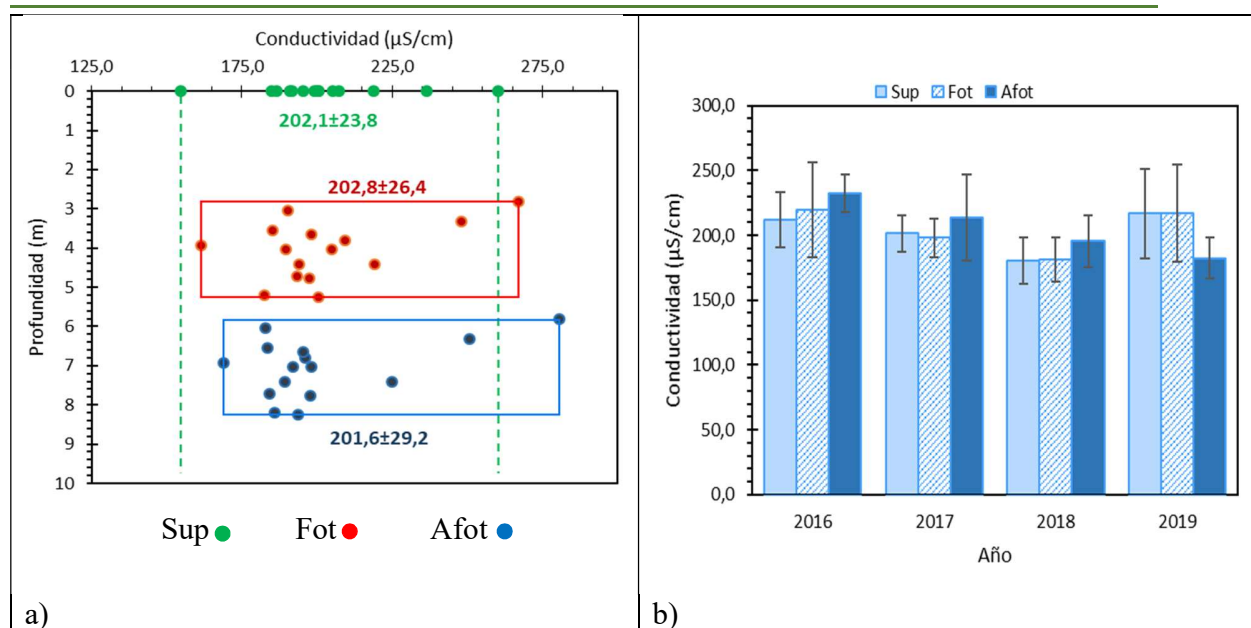 Conductividad (µS/cm)
125,0 175,0 225,0 275,0
0
1
2
3
4
5
6
7
8
9
10
Profundidad (m)
202,1±23,8
202,8±26,4
201,6±29,2
Sup Fot Afot
a)
Sup Fot Afot
300,0
250,0
200,0
150,0
100,0
50,0
0,0
Conductividad (µS/cm)
2016 2017 2018 2019
Año
b)